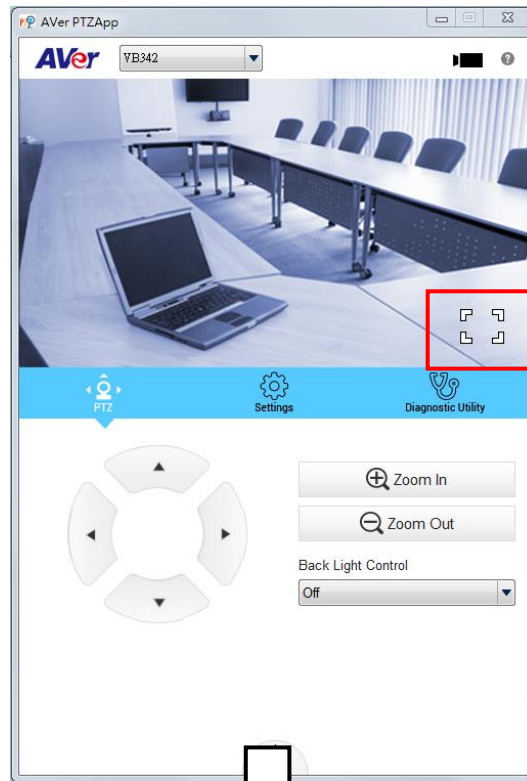 AVer PTZApp
AVer
VB342
PTZ
Settings
Diagnostic Utility
Zoom In
Zoom Out
Back Light Control
Off